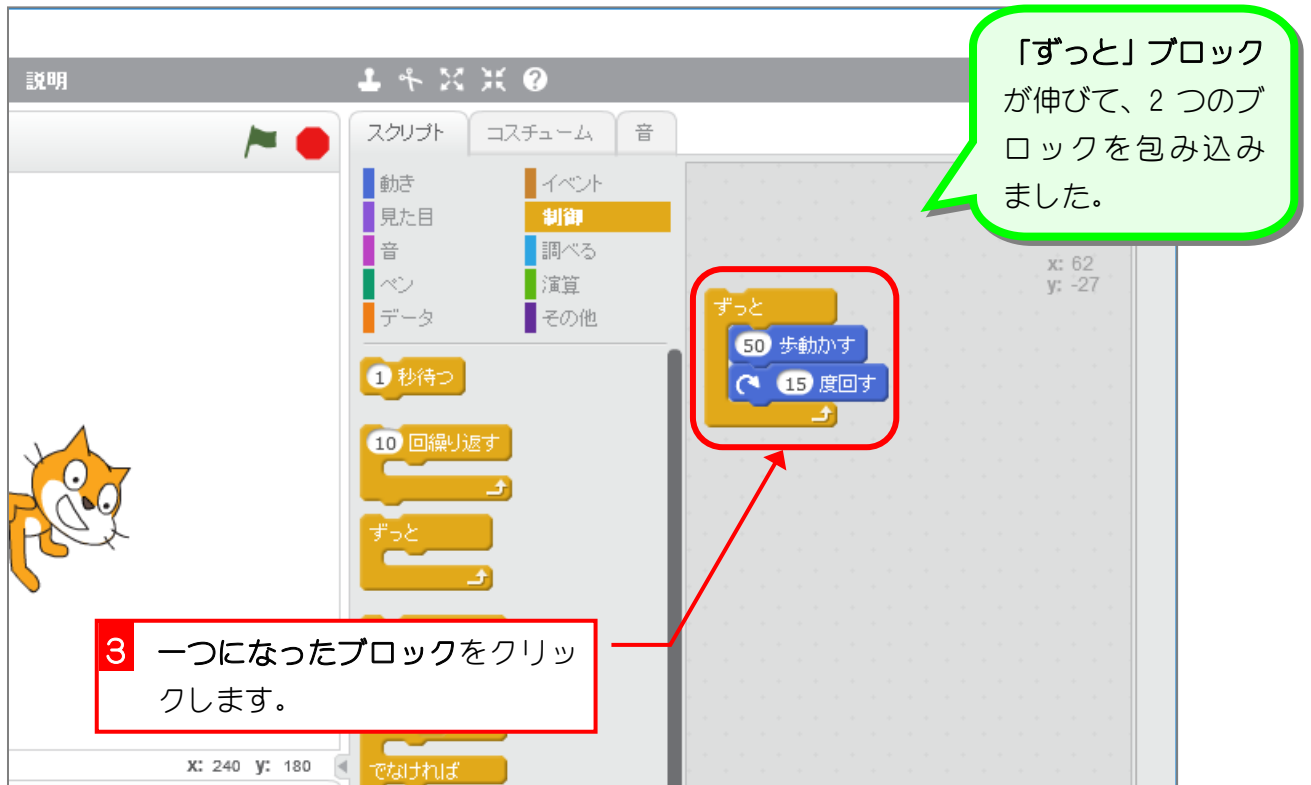 「ずっと」ブロック
が伸びて、2 つのブ
ロックを包み込み
ました。
説明
スクリプト
コスチューム
音
動き
イベント
見た目
制御
音
調べる
ペン
演算
データ
その他
x: 62
y: -27
ずっと
50 歩動かす
15 度回す
1 秒待つ
10 回繰り返す
ずっと
3 一つになったブロックをクリッ
クします。
でなければ
X: 240 y: 180